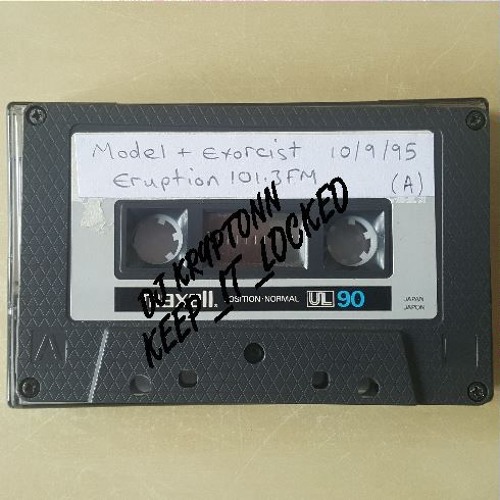 Model + Exorcist 10/9/95
Eruption 101.3FM (A)
DJ KRYPTONN
KEEP_IT_LOCKED
maxell POSITION·NORMAL UL 90
JAPAN
JAPON